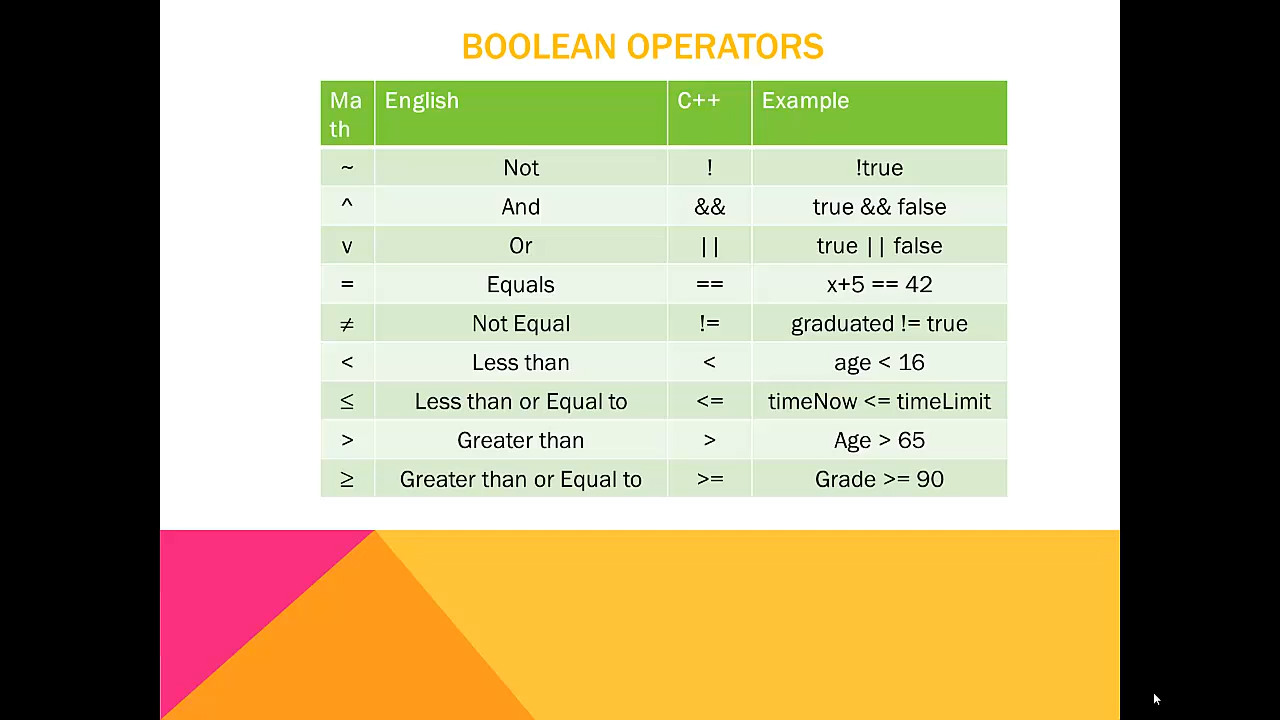 BOOLEAN OPERATORS
Ma
th English C++ Example
~ Not ! !true
^ And && true && false
v Or || true || false
= Equals == x+5 == 42
≠ Not Equal != graduated != true
< Less than < age < 16
≤ Less than or Equal to <= timeNow <= timeLimit
> Greater than > Age > 65
≥ Greater than or Equal to >= Grade >= 90